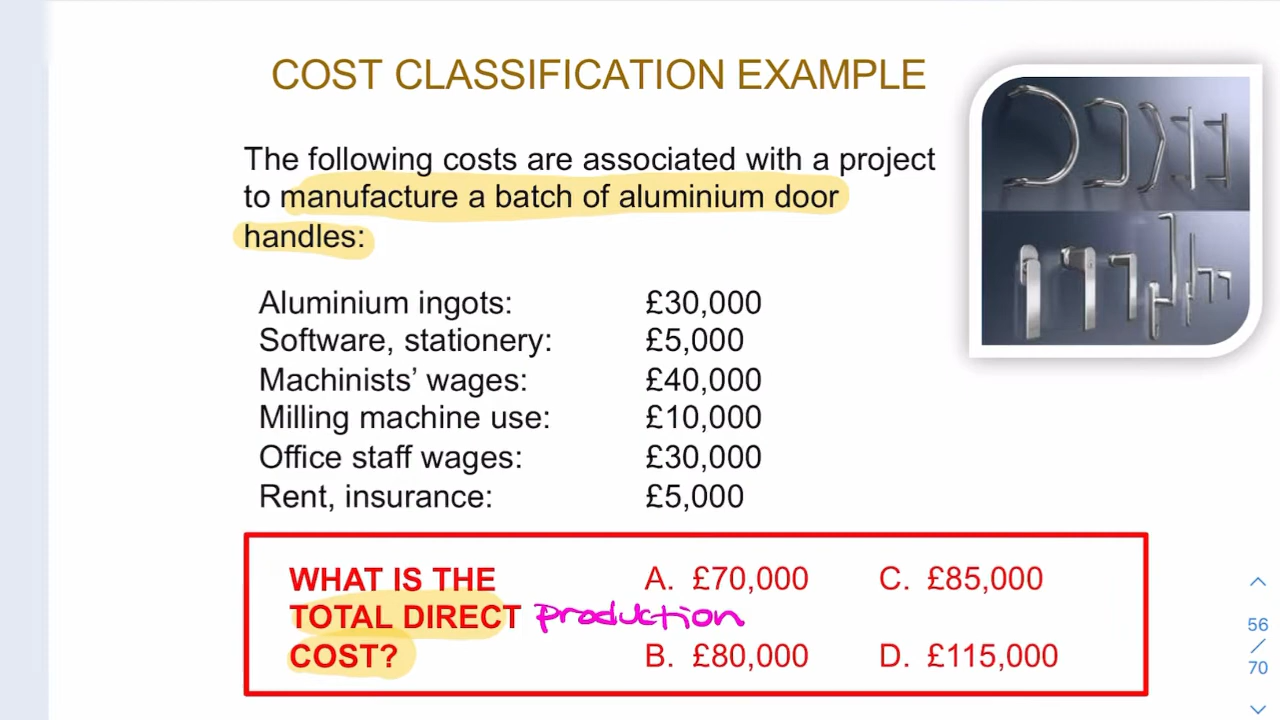 COST CLASSIFICATION EXAMPLE
The following costs are associated with a project
to manufacture a batch of aluminium door
handles:
Aluminium ingots: £30,000
Software, stationery: £5,000
Machinists’ wages: £40,000
Milling machine use: £10,000
Office staff wages: £30,000
Rent, insurance: £5,000
WHAT IS THE A. £70,000 C. £85,000
TOTAL DIRECT production
COST? B. £80,000 D. £115,000
56
/
70